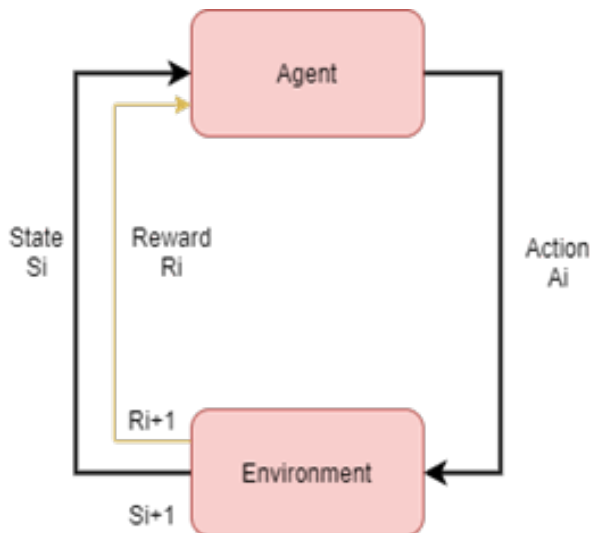 Agent
State
Si
Reward
Ri
Action
Ai
Ri+1
Environment
Si+1